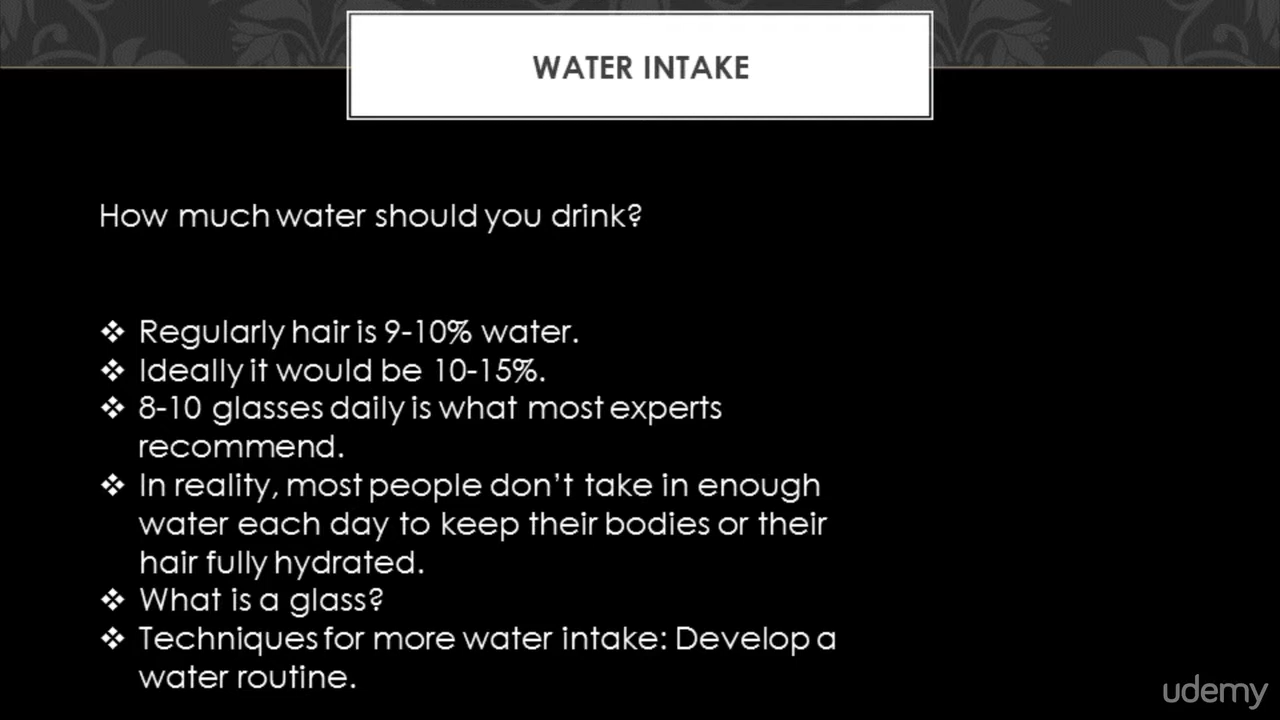 WATER INTAKE
How much water should you drink?
❖ Regularly hair is 9-10% water.
❖ Ideally it would be 10-15%.
❖ 8-10 glasses daily is what most experts
recommend.
❖ In reality, most people don't take in enough
water each day to keep their bodies or their
hair fully hydrated.
❖ What is a glass?
❖ Techniques for more water intake: Develop a
water routine.
udemy